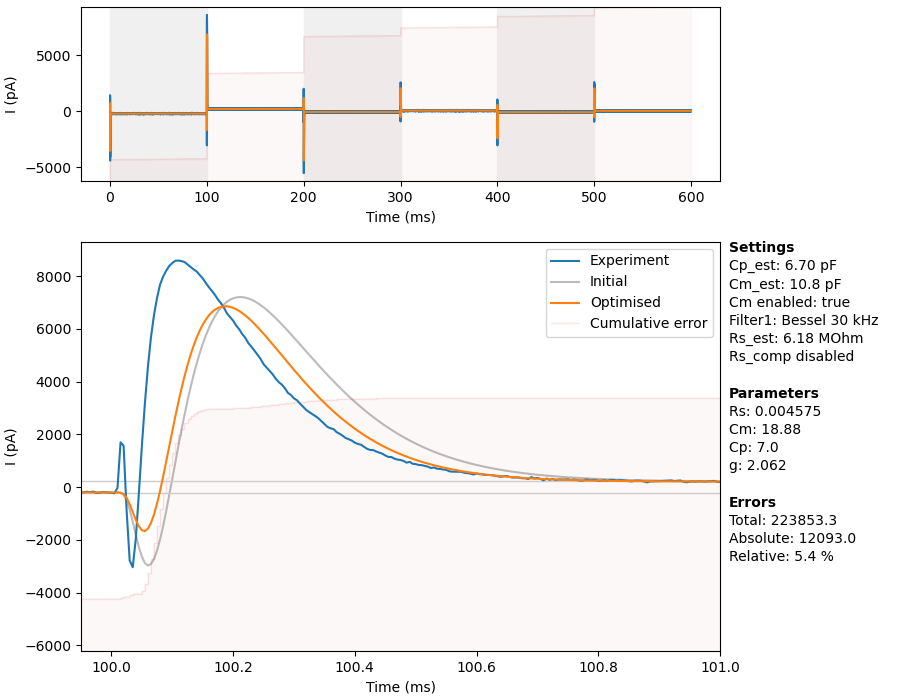 5000
0
−5000
I (pA)
0 100 200 300 400 500 600
Time (ms)
8000
6000
4000
2000
0
−2000
−4000
−6000
I (pA)
100.0 100.2 100.4 100.6 100.8 101.0
Time (ms)
Experiment
Initial
Optimised
Cumulative error
Settings
Cp_est: 6.70 pF
Cm_est: 10.8 pF
Cm enabled: true
Filter1: Bessel 30 kHz
Rs_est: 6.18 MOhm
Rs_comp disabled
Parameters
Rs: 0.004575
Cm: 18.88
Cp: 7.0
g: 2.062
Errors
Total: 223853.3
Absolute: 12093.0
Relative: 5.4 %